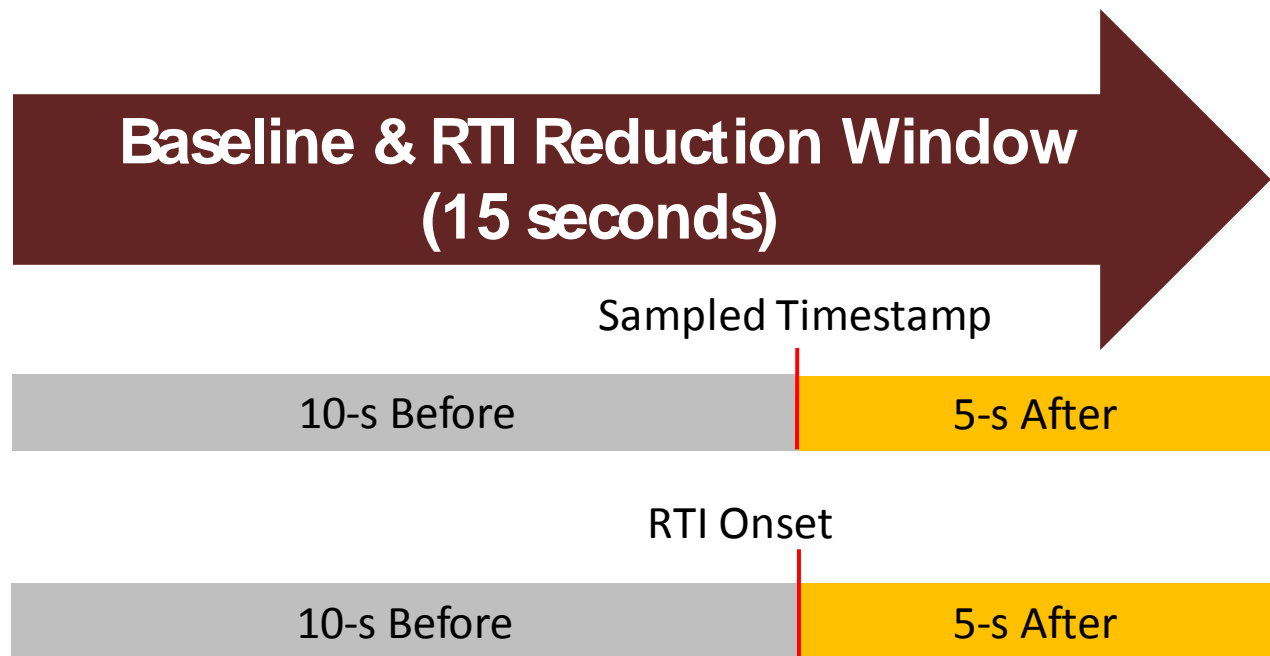 Baseline & RTI Reduction Window
(15 seconds)
Sampled Timestamp
10-s Before 5-s After
RTI Onset
10-s Before 5-s After